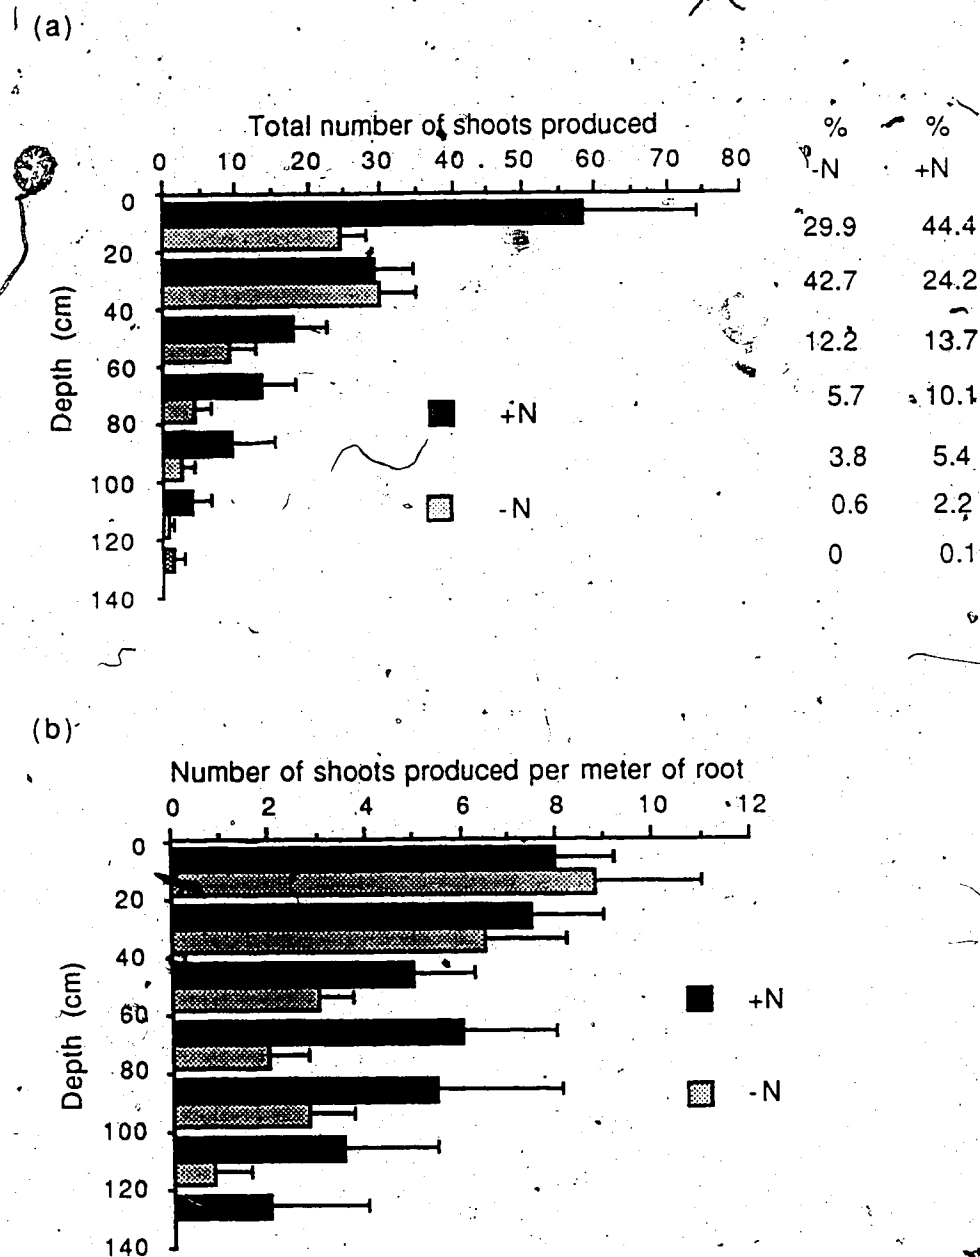 (a)
Total number of shoots produced
% %
-N +N
0 10 20 30 40 50 60 70 80
Depth (cm)
0
20
40
60
80
100
120
140
29.9 44.4
42.7 24.2
12.2 13.7
5.7 10.1
3.8 5.4
0.6 2.2
0 0.1
+N
-N
(b)
Number of shoots produced per meter of root
0 2 4 6 8 10 12
Depth (cm)
0
20
40
60
80
100
120
140
+N
-N